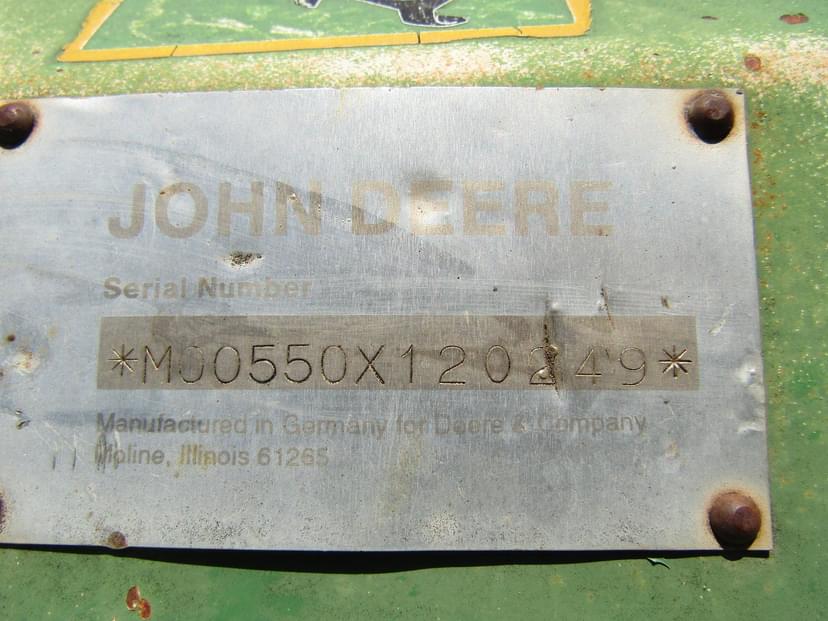 JOHN DEERE
Serial Number
*M00550X120249*
Manufactured in Germany for Deere & Company
Moline, Illinois 61265